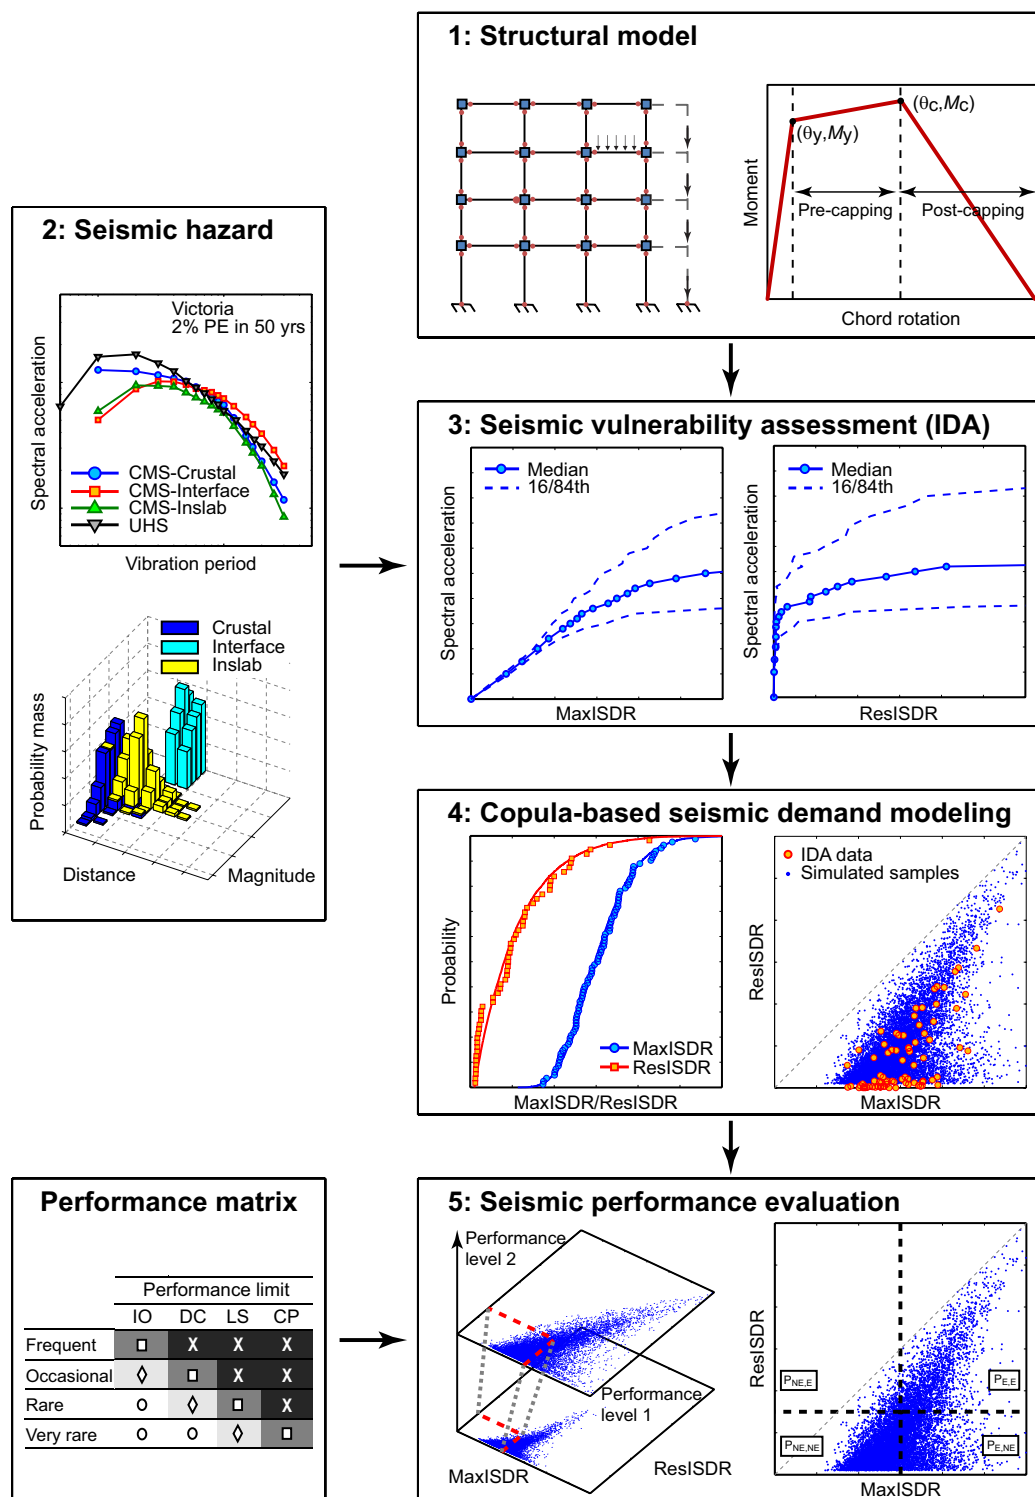 1: Structural model
(θy,My)
(θc,Mc)
Pre-capping
Post-capping
Moment
Chord rotation
2: Seismic hazard
Victoria
2% PE in 50 yrs
CMS-Crustal
CMS-Interface
CMS-Inslab
UHS
Spectral acceleration
Vibration period
Crustal
Interface
Inslab
Probability mass
Distance
Magnitude
3: Seismic vulnerability assessment (IDA)
Median
16/84th
Spectral acceleration
MaxISDR
Median
16/84th
Spectral acceleration
ResISDR
4: Copula-based seismic demand modeling
Probability
MaxISDR
ResISDR
MaxISDR/ResISDR
IDA data
Simulated samples
ResISDR
MaxISDR
Performance matrix
Performance limit
IO DC LS CP
Frequent X X X
Occasional X X
Rare X
Very rare
5: Seismic performance evaluation
Performance
level 2
Performance
level 1
MaxISDR
ResISDR
ResISDR
PNE,E
PE,E
PNE,NE
PE,NE
MaxISDR